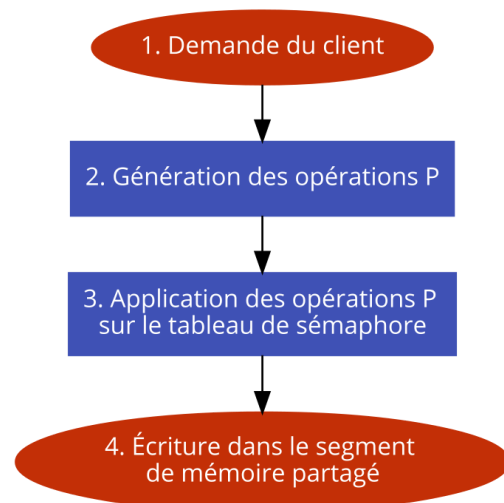 1. Demande du client
2. Génération des opérations P
3. Application des opérations P
sur le tableau de sémaphore
4. Écriture dans le segment
de mémoire partagé